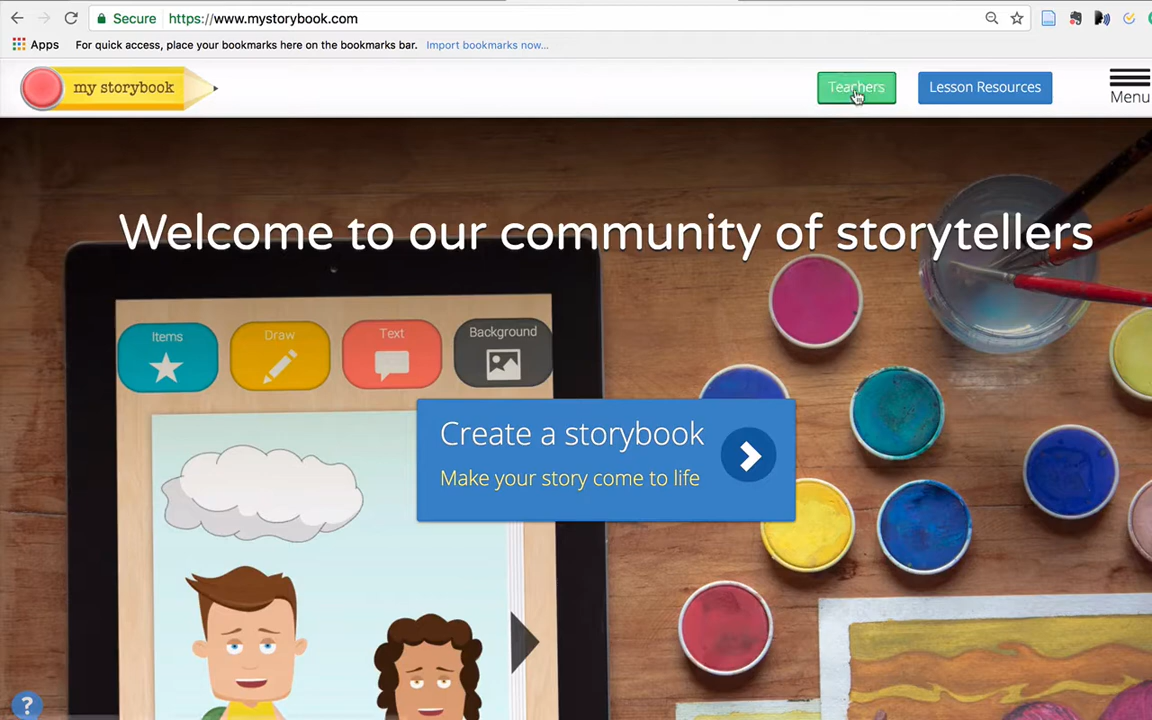 Secure https://www.mystorybook.com
Apps For quick access, place your bookmarks here on the bookmarks bar. Import bookmarks now...
my storybook
Teachers
Lesson Resources
Menu
Welcome to our community of storytellers
Items
Draw
Text
Background
Create a storybook
Make your story come to life
?